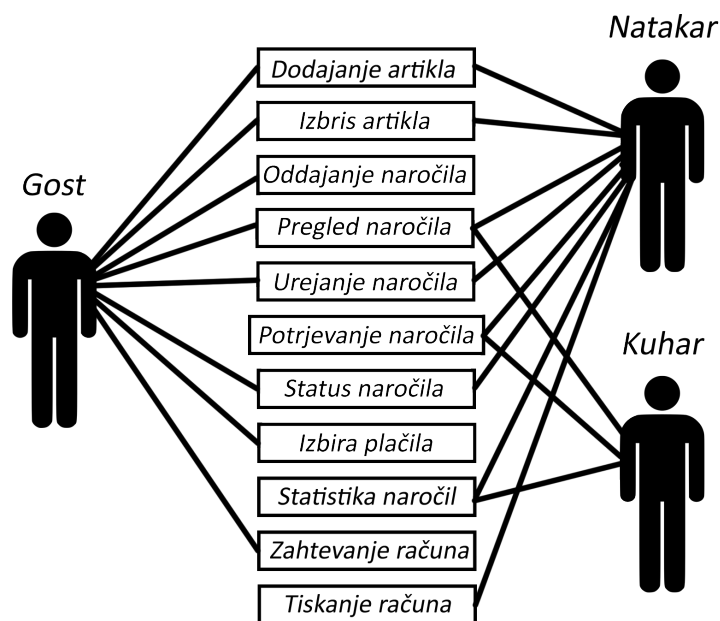 Natakar
Dodajanje artikla
Izbris artikla
Oddajanje naročila
Gost
Pregled naročila
Urejanje naročila
Potrjevanje naročila
Kuhar
Status naročila
Izbira plačila
Statistika naročil
Zahtevanje računa
Tiskanje računa